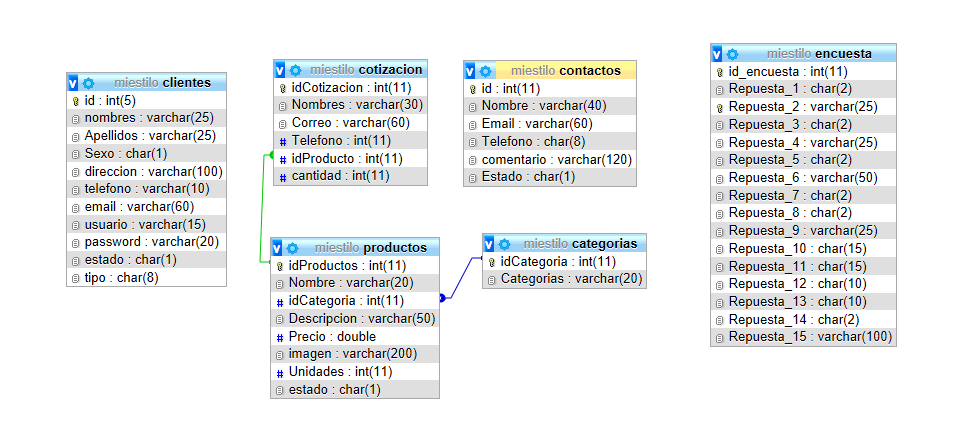 miestilo clientes
id : int(5)
nombres : varchar(25)
Apellidos : varchar(25)
Sexo : char(1)
direccion : varchar(100)
telefono : varchar(10)
email : varchar(60)
usuario : varchar(15)
password : varchar(20)
estado : char(1)
tipo : char(8)
miestilo cotizacion
idCotizacion : int(11)
Nombres : varchar(30)
Correo : varchar(60)
# Telefono : int(11)
# idProducto : int(11)
# cantidad : int(11)
miestilo contactos
id : int(11)
Nombre : varchar(40)
Email : varchar(60)
Telefono : char(8)
comentario : varchar(120)
Estado : char(1)
miestilo encuesta
id_encuesta : int(11)
Repuesta_1 : char(2)
Repuesta_2 : varchar(25)
Repuesta_3 : char(2)
Repuesta_4 : varchar(25)
Repuesta_5 : char(2)
Repuesta_6 : varchar(50)
Repuesta_7 : char(2)
Repuesta_8 : char(2)
Repuesta_9 : varchar(25)
Repuesta_10 : char(15)
Repuesta_11 : char(15)
Repuesta_12 : char(10)
Repuesta_13 : char(10)
Repuesta_14 : char(2)
Repuesta_15 : varchar(100)
miestilo productos
idProductos : int(11)
Nombre : varchar(20)
# idCategoria : int(11)
Descripcion : varchar(50)
# Precio : double
imagen : varchar(200)
# Unidades : int(11)
estado : char(1)
miestilo categorias
idCategoria : int(11)
Categorias : varchar(20)